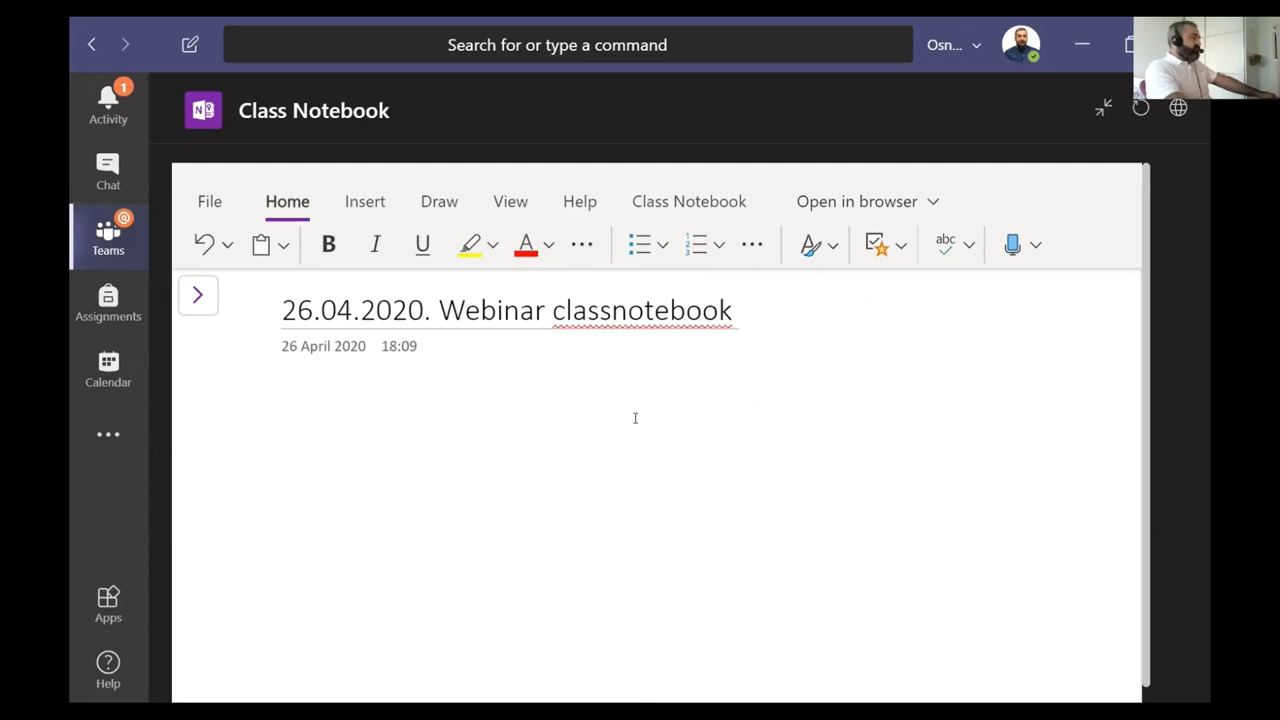 Search for or type a command
Osn...
1
Activity
Chat
@
Teams
Assignments
Calendar
Apps
Help
N
Class Notebook
File Home Insert Draw View Help Class Notebook Open in browser
B I U A abc
26.04.2020. Webinar classnotebook
26 April 2020 18:09